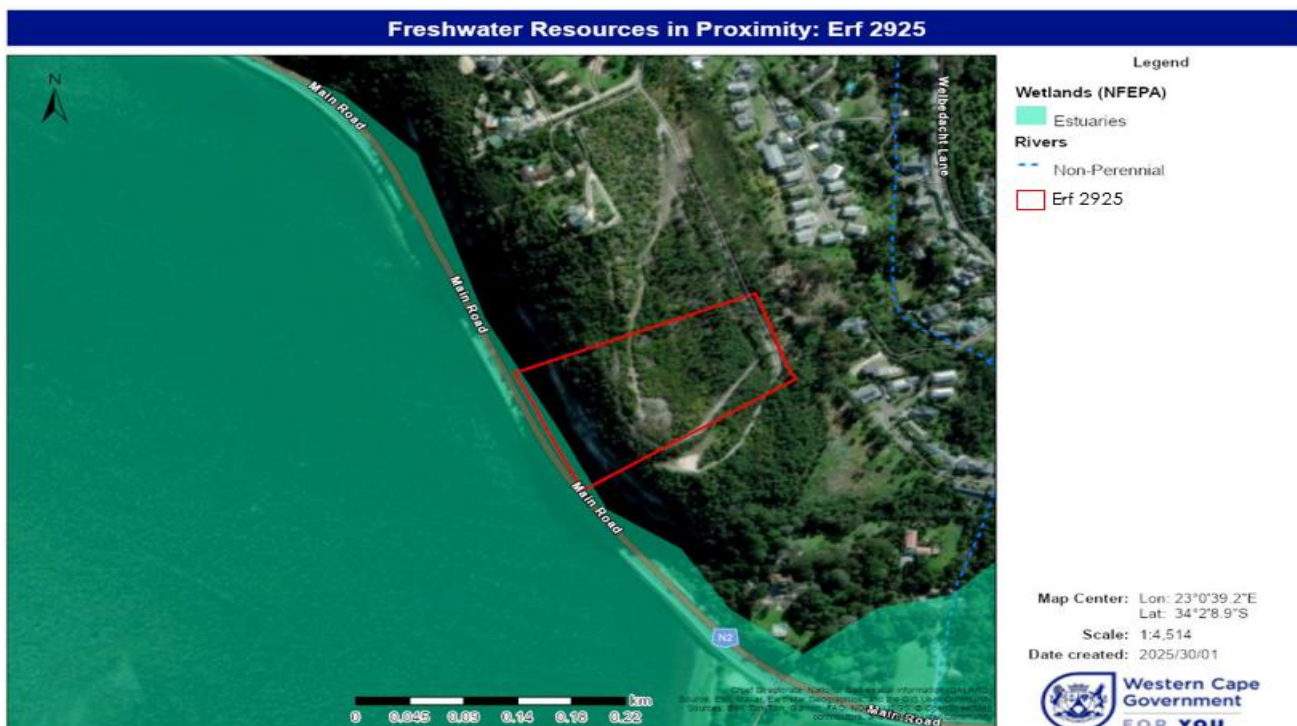 Freshwater Resources in Proximity: Erf 2925
N
Main Road
Welbedacht Lane
Main Road
Main Road
N2
Main Road
km
0 0.045 0.09 0.14 0.18 0.22
Legend
Wetlands (NFEPA)
Estuaries
Rivers
Non-Perennial
Erf 2925
Map Center: Lon: 23°0'39.2"E
Lat: 34°2'8.9"S
Scale: 1:4,514
Date created: 2025/30/01
Western Cape
Government
FOR YOU